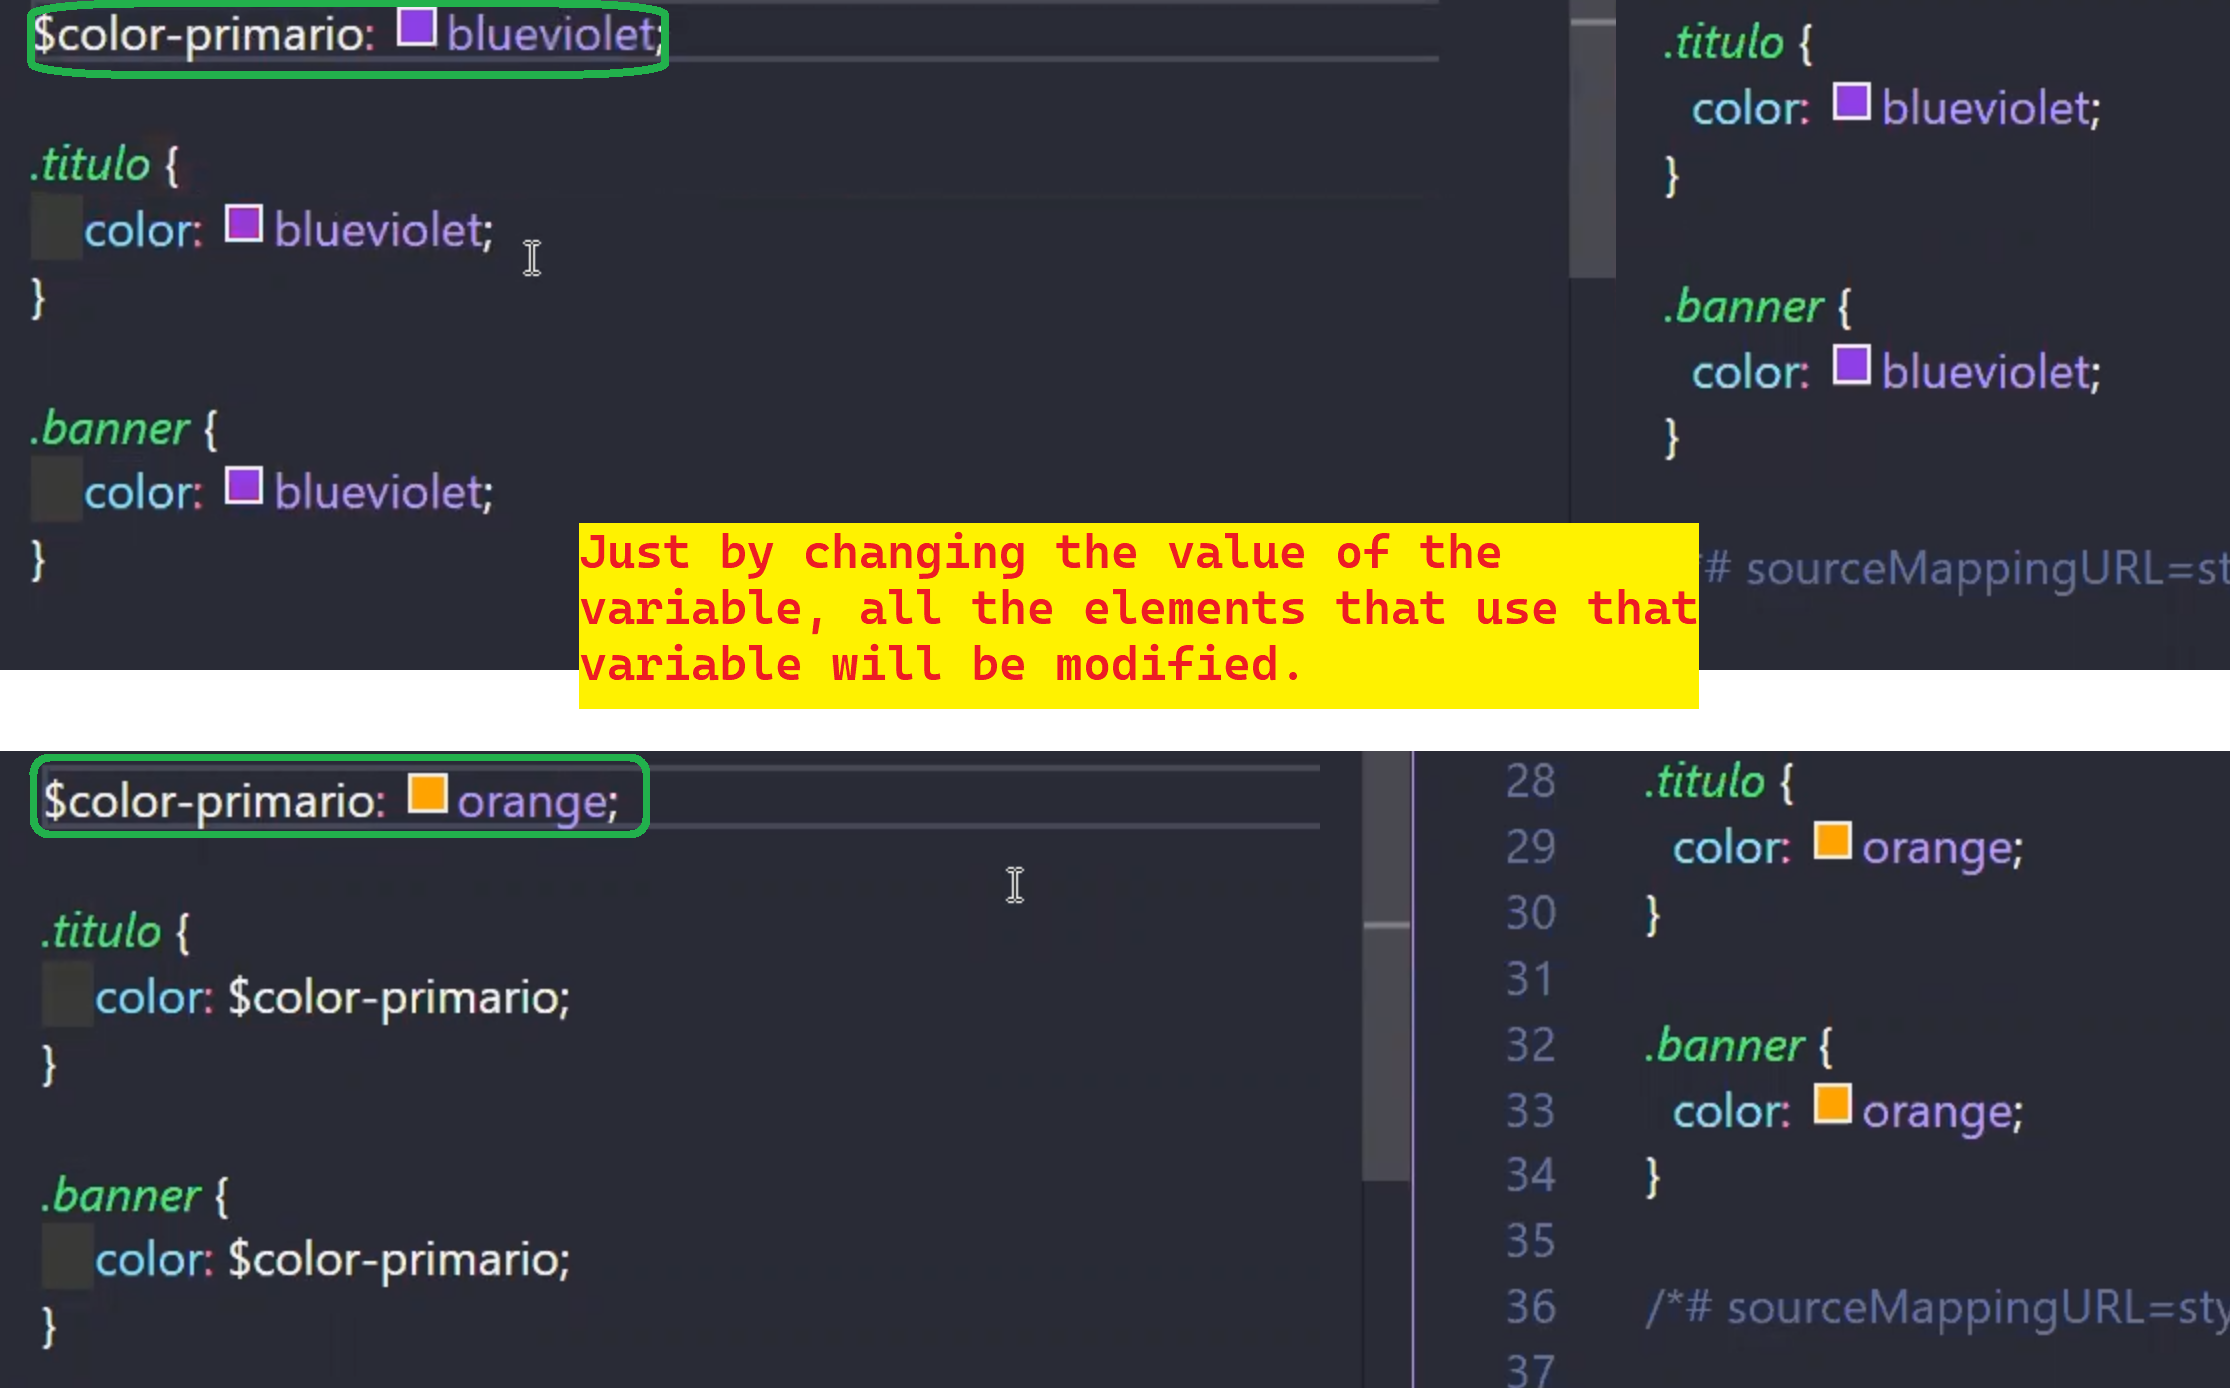 $color-primario: blueviolet;
.titulo {
color: blueviolet;
}
.banner {
color: blueviolet;
}
.titulo {
color: blueviolet;
}
.banner {
color: blueviolet;
}
*# sourceMappingURL=st
Just by changing the value of the
variable, all the elements that use that
variable will be modified.
$color-primario: orange;
.titulo {
color: $color-primario;
}
.banner {
color: $color-primario;
}
28 .titulo {
29 color: orange;
30 }
31
32 .banner {
33 color: orange;
34 }
35
36 /*# sourceMappingURL=sty
37